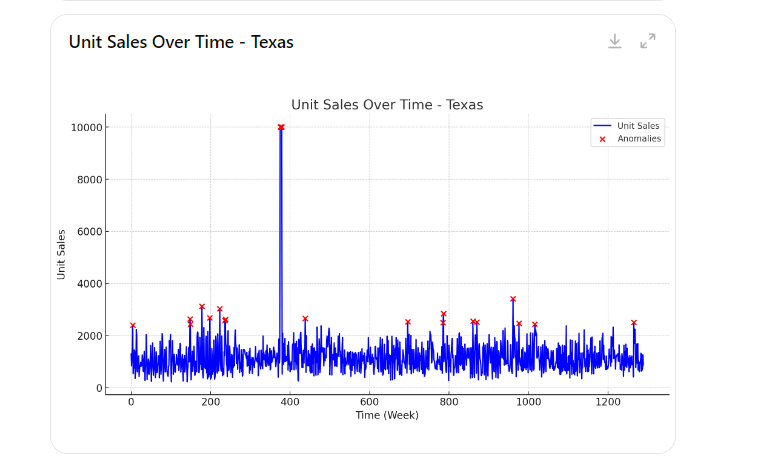 Unit Sales Over Time - Texas
Unit Sales Over Time - Texas
Unit Sales
Anomalies
10000
8000
6000
4000
2000
0
Unit Sales
0 200 400 600 800 1000 1200
Time (Week)